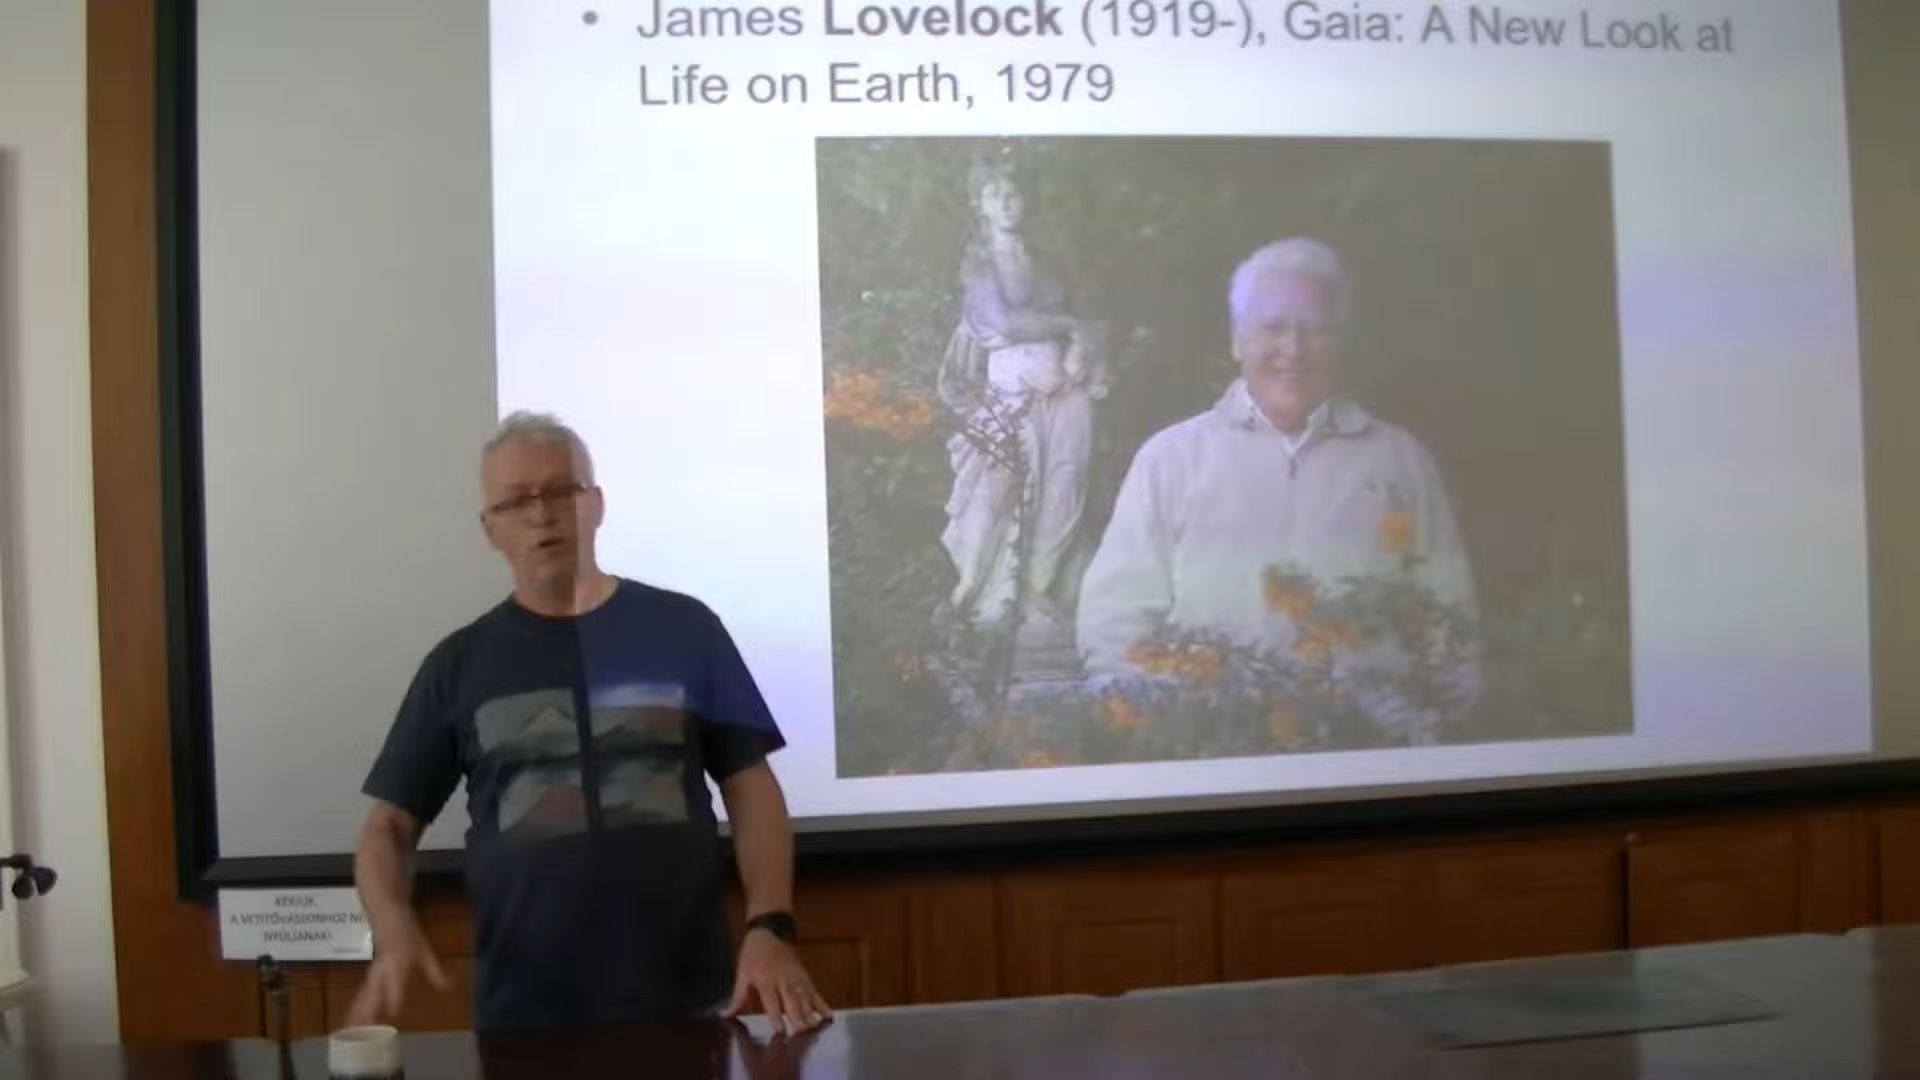 • James Lovelock (1919-), Gaia: A New Look at
Life on Earth, 1979
KÉRJÜK,
A VETÍTŐVÁSZONHOZ NE
NYÚLJANAK!